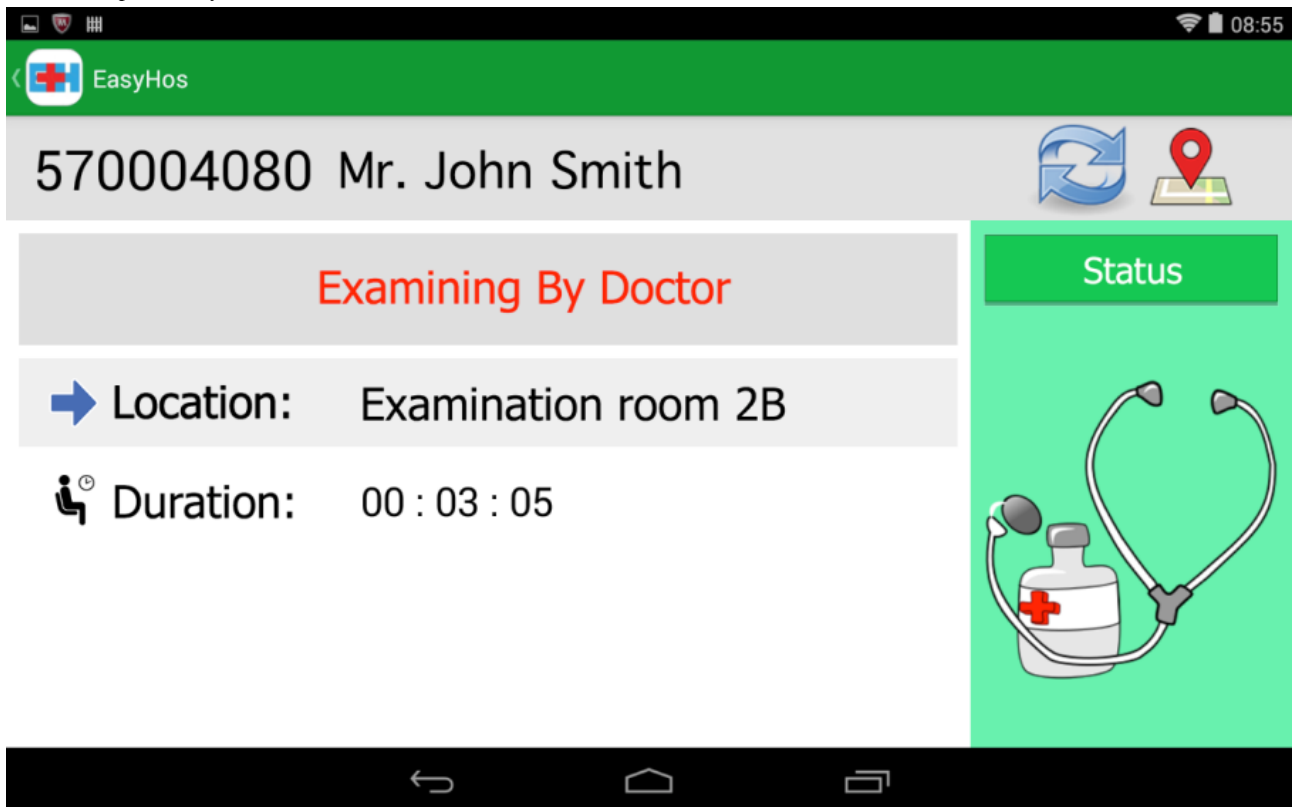 08:55
EasyHos
570004080 Mr. John Smith
Examining By Doctor
Status
Location: Examination room 2B
Duration: 00 : 03 : 05